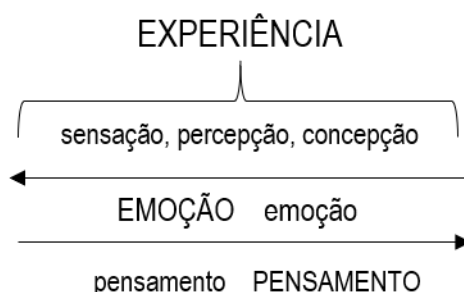 EXPERIÊNCIA
sensação, percepção, concepção
EMOÇÃO emoção
pensamento PENSAMENTO